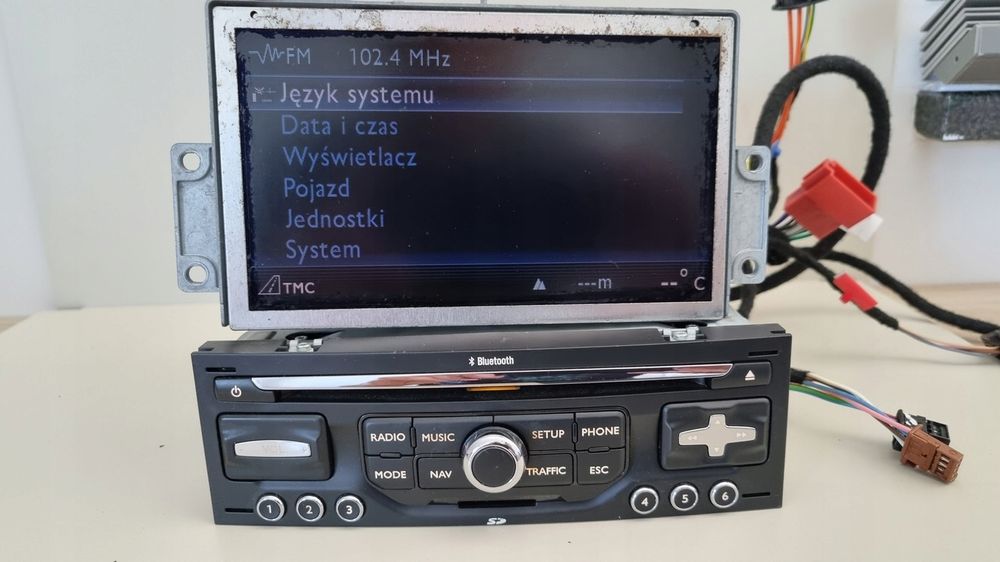 FM 102.4 MHz
Język systemu
Data i czas
Wyświetlacz
Pojazd
Jednostki
System
TMC ---m --°C
Bluetooth
RADIO MUSIC SETUP PHONE
MODE NAV TRAFFIC ESC
1 2 3 4 5 6
SD